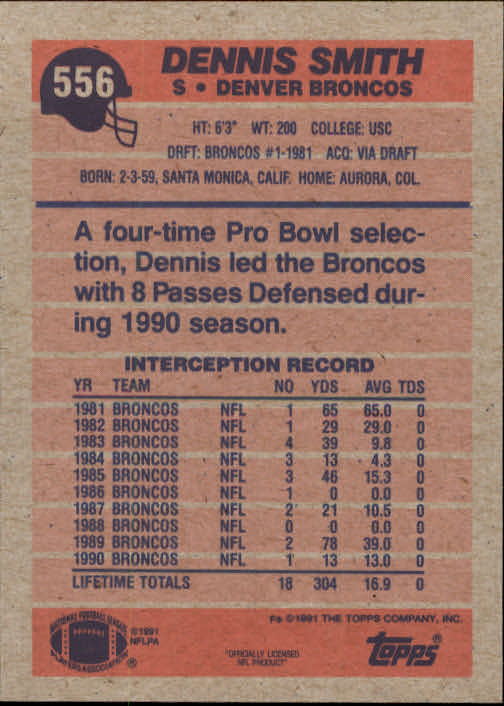 556
DENNIS SMITH
S • DENVER BRONCOS
HT: 6'3" WT: 200 COLLEGE: USC
DRFT: BRONCOS #1-1981 ACQ: VIA DRAFT
BORN: 2-3-59, SANTA MONICA, CALIF. HOME: AURORA, COL.
A four-time Pro Bowl selec-
tion, Dennis led the Broncos
with 8 Passes Defensed dur-
ing 1990 season.
INTERCEPTION RECORD
YR TEAM NO YDS AVG TDS
1981 BRONCOS NFL 1 65 65.0 0
1982 BRONCOS NFL 1 29 29.0 0
1983 BRONCOS NFL 4 39 9.8 0
1984 BRONCOS NFL 3 13 4.3 0
1985 BRONCOS NFL 3 46 15.3 0
1986 BRONCOS NFL 1 0 0.0 0
1987 BRONCOS NFL 2 21 10.5 0
1988 BRONCOS NFL 0 0 0.0 0
1989 BRONCOS NFL 2 78 39.0 0
1990 BRONCOS NFL 1 13 13.0 0
LIFETIME TOTALS 18 304 16.9 0
NATIONAL FOOTBALL LEAGUE
PLAYERS ASSOCIATION ®
©1991
NFLPA
"OFFICIALLY LICENSED
NFL PRODUCT"
F* ©1991 THE TOPPS COMPANY, INC.
topps®